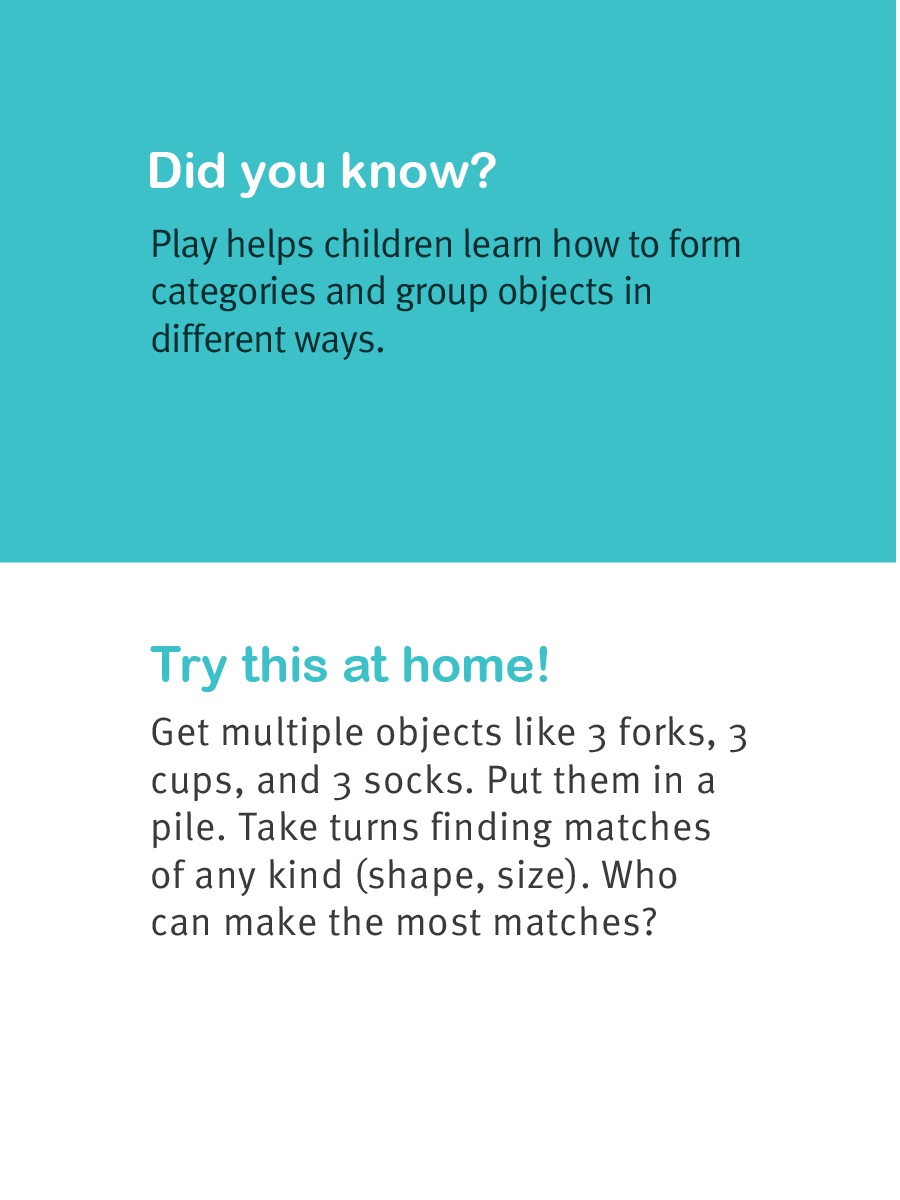 Did you know?
Play helps children learn how to form
categories and group objects in
different ways.
Try this at home!
Get multiple objects like 3 forks, 3
cups, and 3 socks. Put them in a
pile. Take turns finding matches
of any kind (shape, size). Who
can make the most matches?